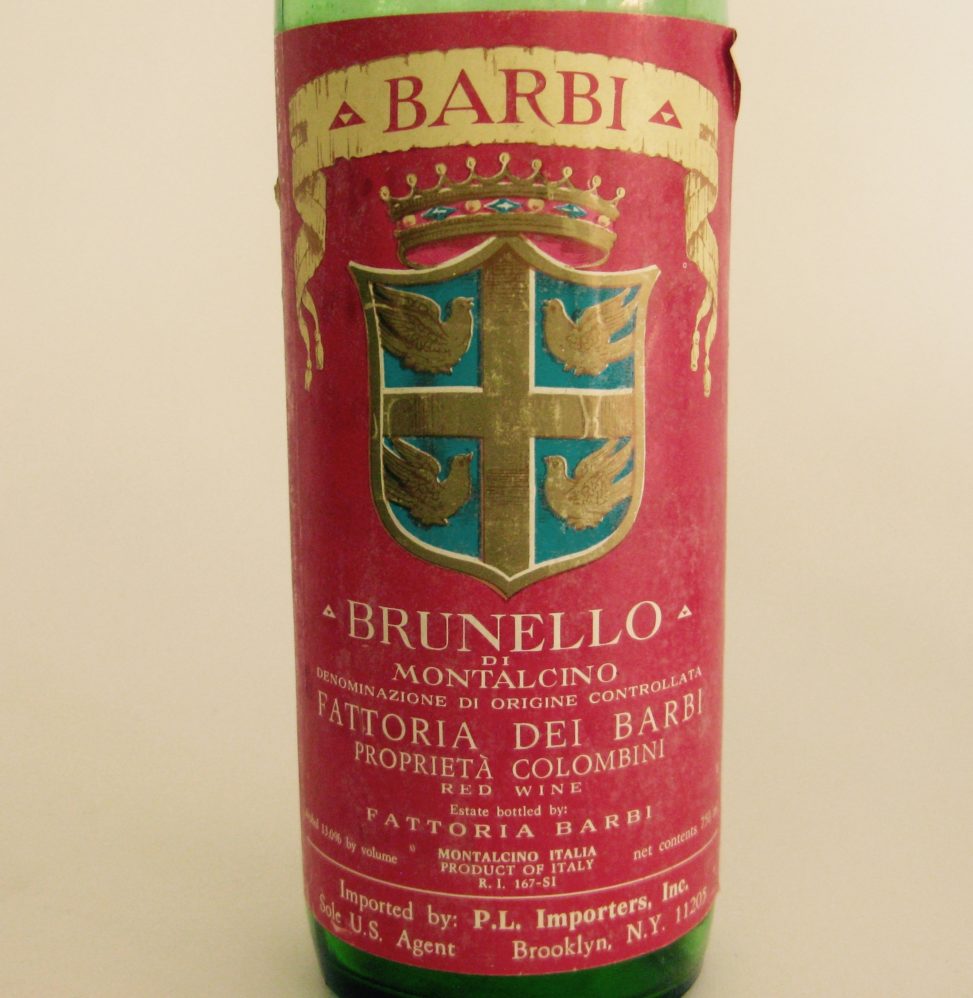 BARBI
BRUNELLO
DI
MONTALCINO
DENOMINAZIONE DI ORIGINE CONTROLLATA
FATTORIA DEI BARBI
PROPRIETÀ COLOMBINI
RED WINE
Estate bottled by:
FATTORIA BARBI
13.0% by volume
MONTALCINO ITALIA
net contents
PRODUCT OF ITALY
R. I. 167-SI
Imported by: P.L. Importers, Inc.
Sole U.S. Agent Brooklyn, N.Y. 11205